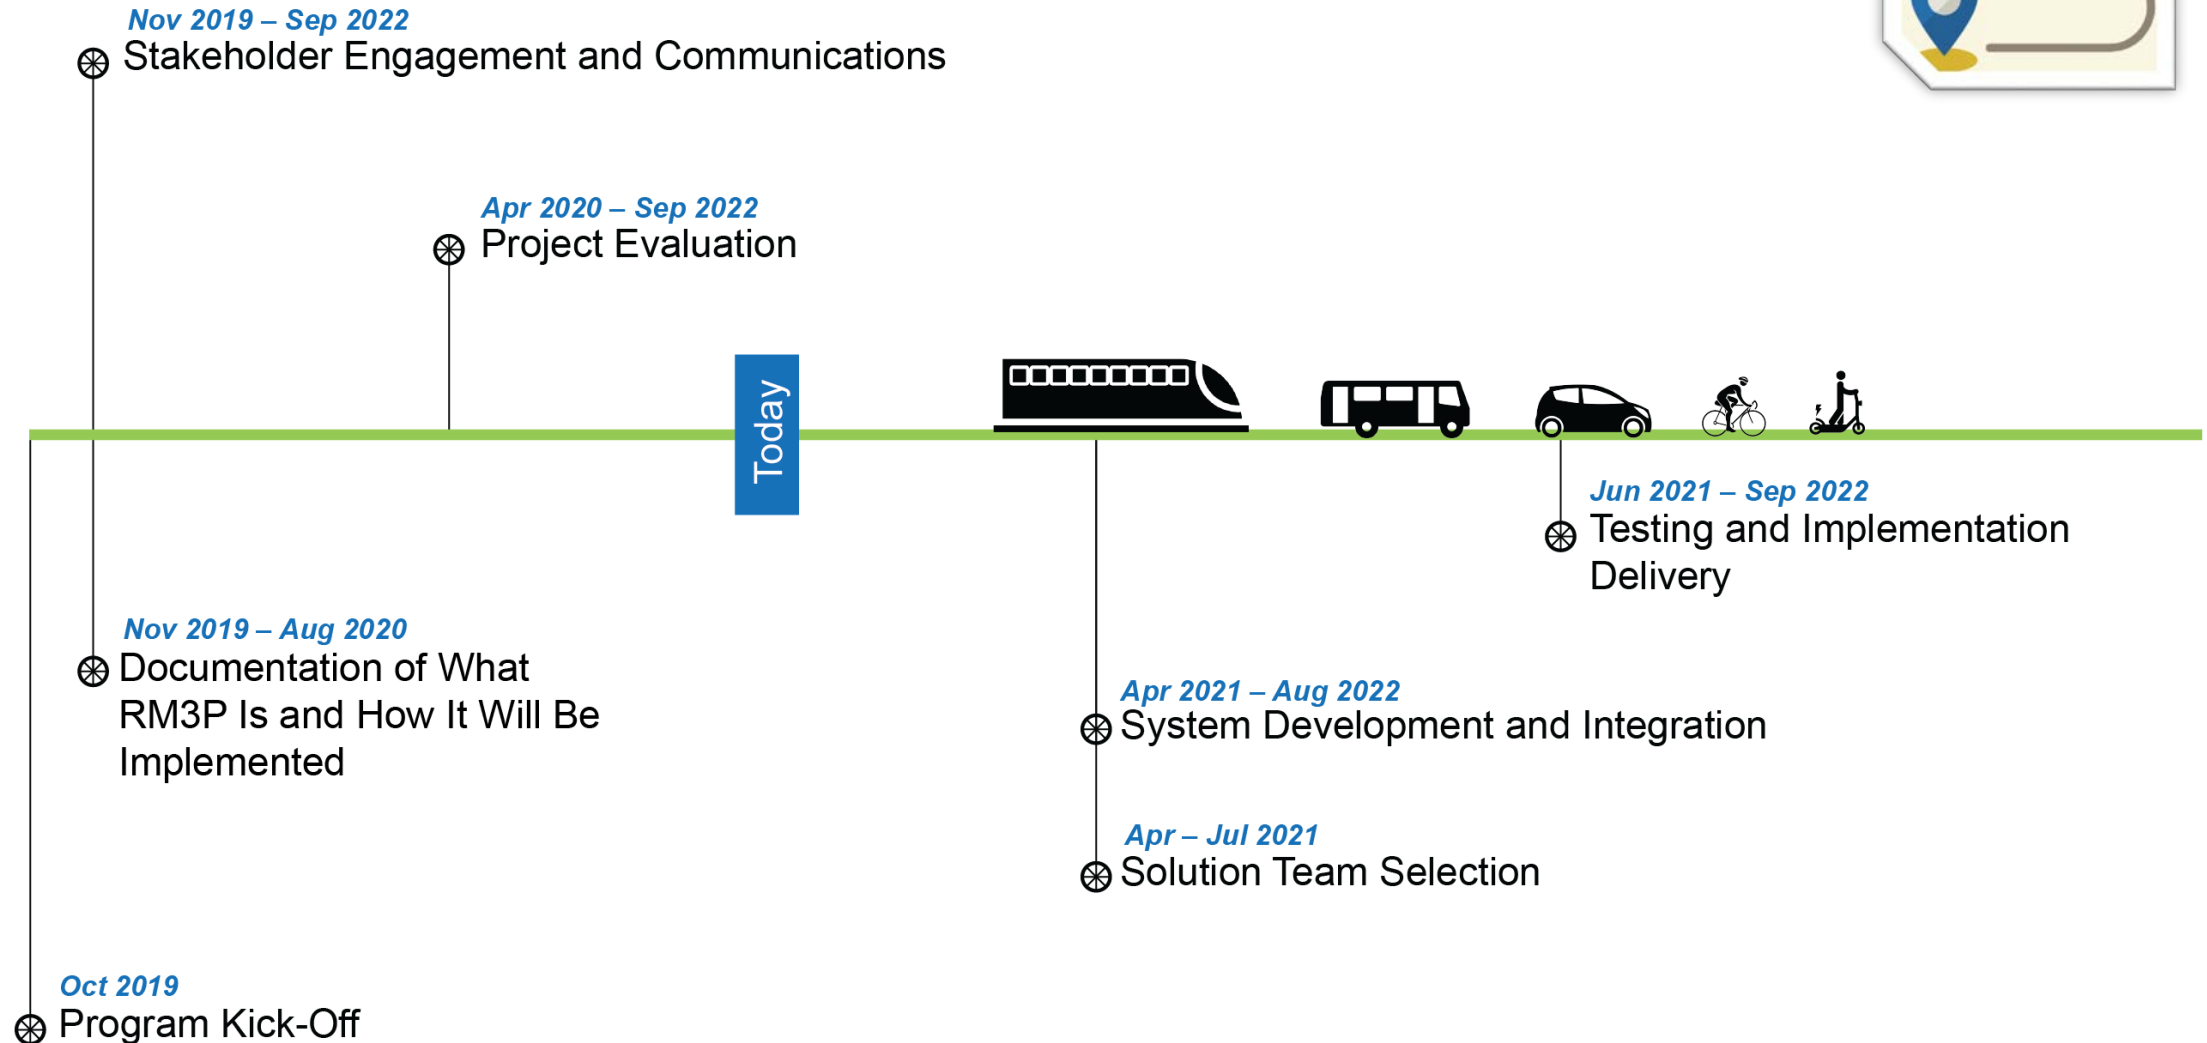 Nov 2019 – Sep 2022
Stakeholder Engagement and Communications
Apr 2020 – Sep 2022
Project Evaluation
Today
Jun 2021 – Sep 2022
Testing and Implementation
Delivery
Nov 2019 – Aug 2020
Documentation of What
RM3P Is and How It Will Be
Implemented
Apr 2021 – Aug 2022
System Development and Integration
Apr – Jul 2021
Solution Team Selection
Oct 2019
Program Kick-Off